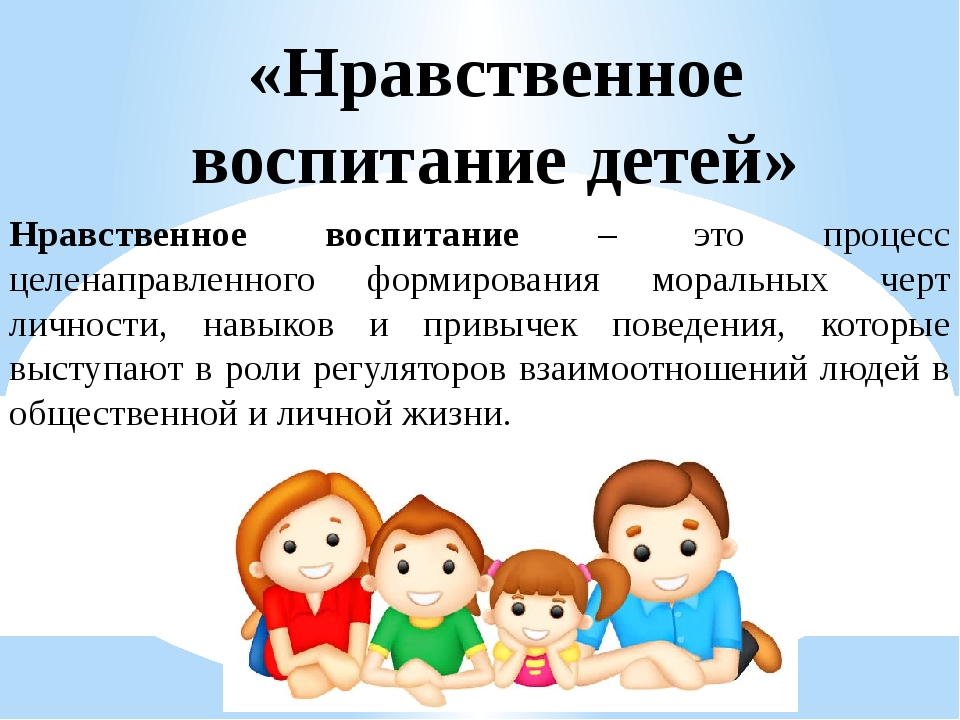 «Нравственное
воспитание детей»
Нравственное воспитание – это процесс
целенаправленного формирования моральных черт
личности, навыков и привычек поведения, которые
выступают в роли регуляторов взаимоотношений людей в
общественной и личной жизни.